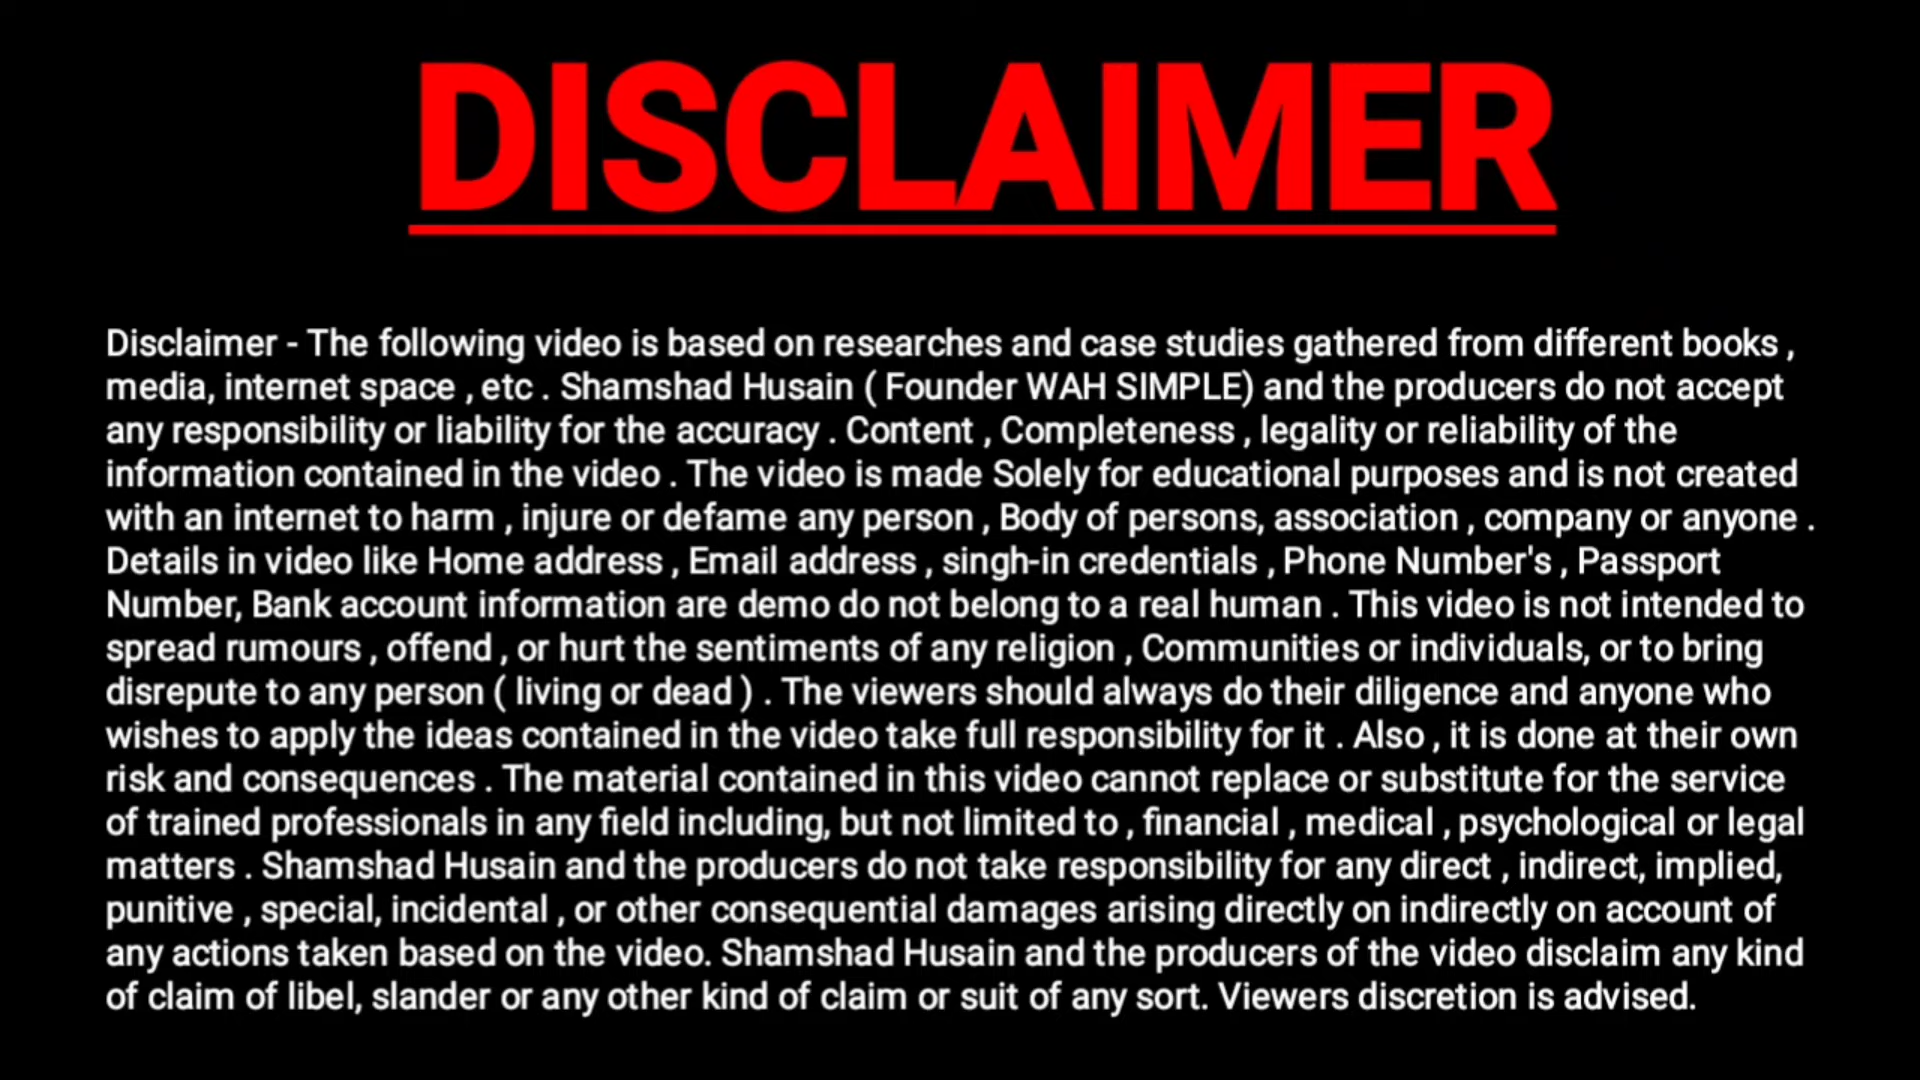 DISCLAIMER
Disclaimer - The following video is based on researches and case studies gathered from different books ,
media, internet space , etc . Shamshad Husain ( Founder WAH SIMPLE) and the producers do not accept
any responsibility or liability for the accuracy . Content , Completeness , legality or reliability of the
information contained in the video . The video is made Solely for educational purposes and is not created
with an internet to harm , injure or defame any person , Body of persons, association , company or anyone .
Details in video like Home address , Email address , singh-in credentials , Phone Number's , Passport
Number, Bank account information are demo do not belong to a real human . This video is not intended to
spread rumours , offend , or hurt the sentiments of any religion , Communities or individuals, or to bring
disrepute to any person ( living or dead ) . The viewers should always do their diligence and anyone who
wishes to apply the ideas contained in the video take full responsibility for it . Also , it is done at their own
risk and consequences . The material contained in this video cannot replace or substitute for the service
of trained professionals in any field including, but not limited to , financial , medical , psychological or legal
matters . Shamshad Husain and the producers do not take responsibility for any direct , indirect, implied,
punitive , special, incidental , or other consequential damages arising directly on indirectly on account of
any actions taken based on the video. Shamshad Husain and the producers of the video disclaim any kind
of claim of libel, slander or any other kind of claim or suit of any sort. Viewers discretion is advised.